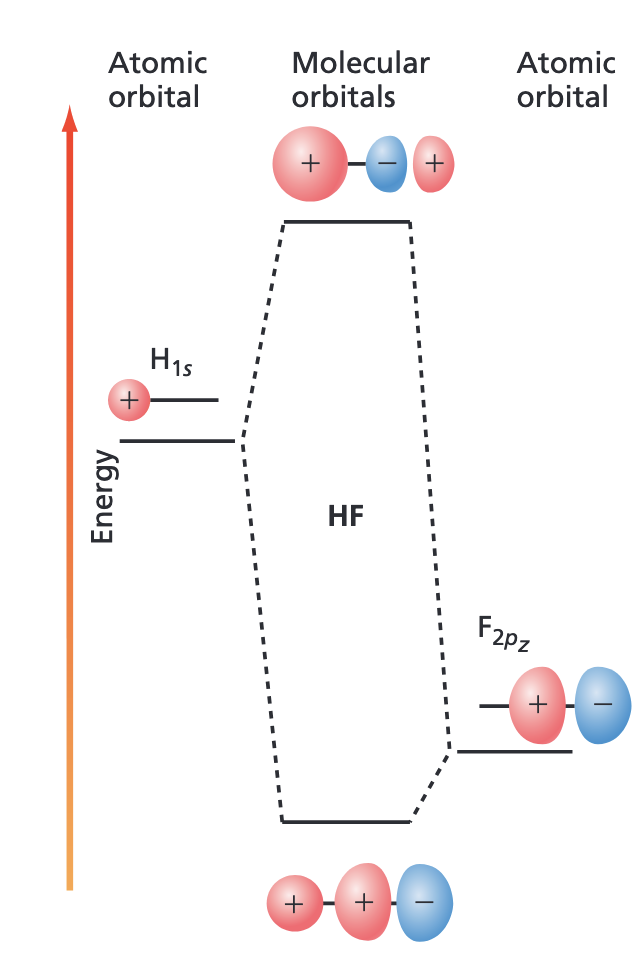 Atomic orbital
Molecular orbitals
Atomic orbital
+ − +
H1s
+
Energy
HF
F2pz
+ −
+ + −